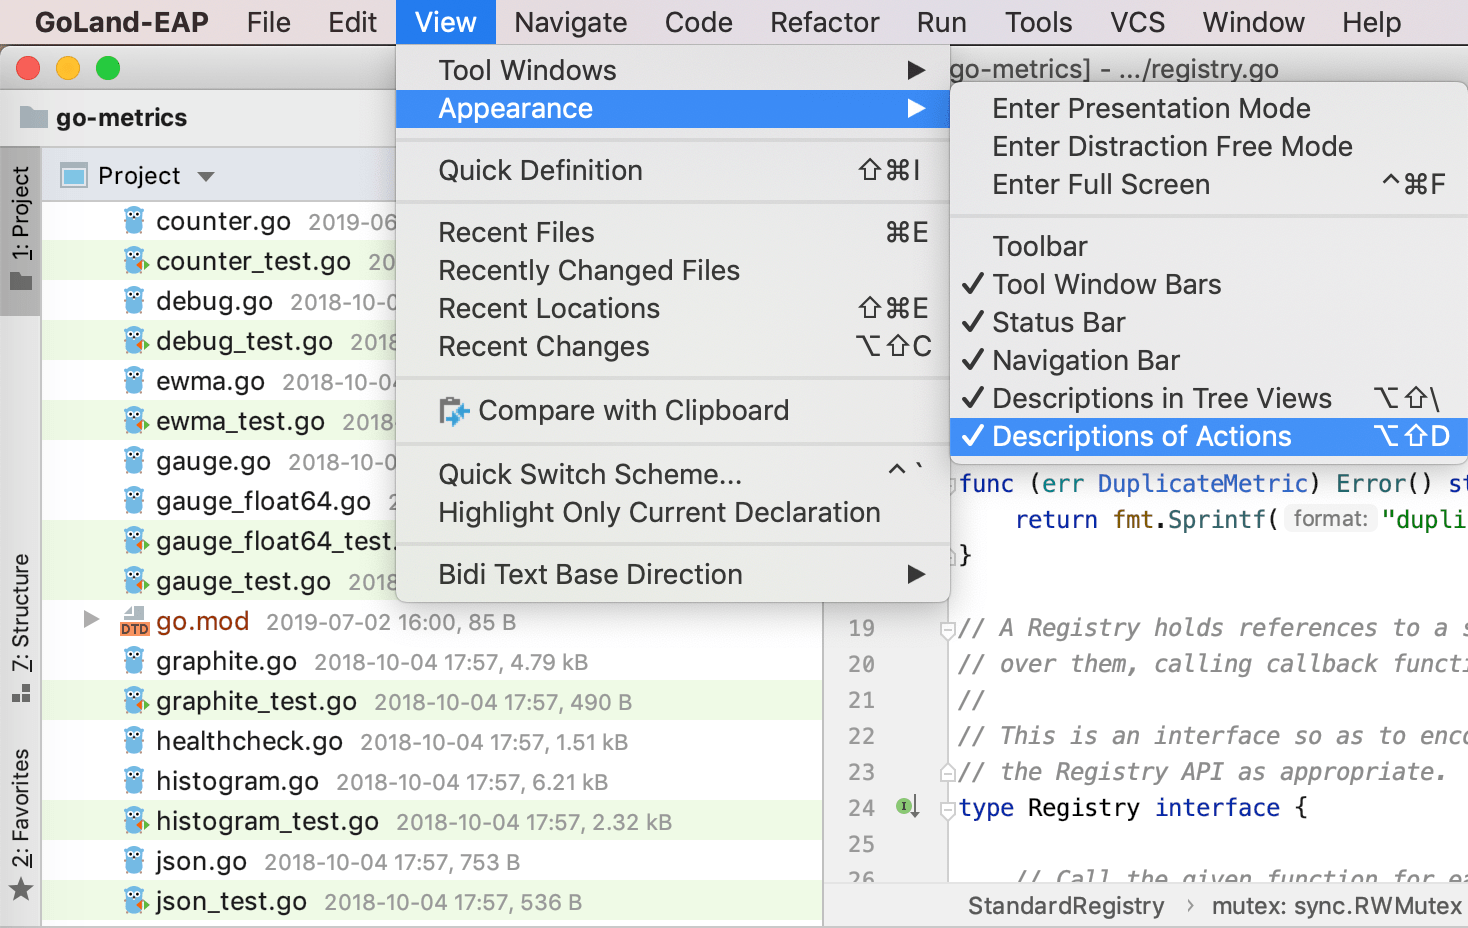 GoLand-EAP File Edit View Navigate Code Refactor Run Tools VCS Window Help
go-metrics] - .../registry.go
go-metrics
1: Project
7: Structure
2: Favorites
Project
counter.go 2019-06
counter_test.go 20
debug.go 2018-10-0
debug_test.go 2018
ewma.go 2018-10-04
ewma_test.go 2018
gauge.go 2018-10-0
gauge_float64.go 2
gauge_float64_test.
gauge_test.go 2018
DTD go.mod 2019-07-02 16:00, 85 B
graphite.go 2018-10-04 17:57, 4.79 kB
graphite_test.go 2018-10-04 17:57, 490 B
healthcheck.go 2018-10-04 17:57, 1.51 kB
histogram.go 2018-10-04 17:57, 6.21 kB
histogram_test.go 2018-10-04 17:57, 2.32 kB
json.go 2018-10-04 17:57, 753 B
json_test.go 2018-10-04 17:57, 536 B
Tool Windows ▶
Appearance ▶
Quick Definition ⇧⌘I
Recent Files ⌘E
Recently Changed Files
Recent Locations ⇧⌘E
Recent Changes ⌥⇧C
Compare with Clipboard
Quick Switch Scheme... ^ `
Highlight Only Current Declaration
Bidi Text Base Direction ▶
Enter Presentation Mode
Enter Distraction Free Mode
Enter Full Screen ^⌘F
Toolbar
✓ Tool Window Bars
✓ Status Bar
✓ Navigation Bar
✓ Descriptions in Tree Views ⌥⇧\
✓ Descriptions of Actions ⌥⇧D
func (err DuplicateMetric) Error() st
return fmt.Sprintf( format: "dupli
}
19 // A Registry holds references to a s
20 // over them, calling callback functi
21 //
22 // This is an interface so as to enco
23 // the Registry API as appropriate.
24 type Registry interface {
25
26 // Call the given function for ea
StandardRegistry › mutex: sync.RWMutex